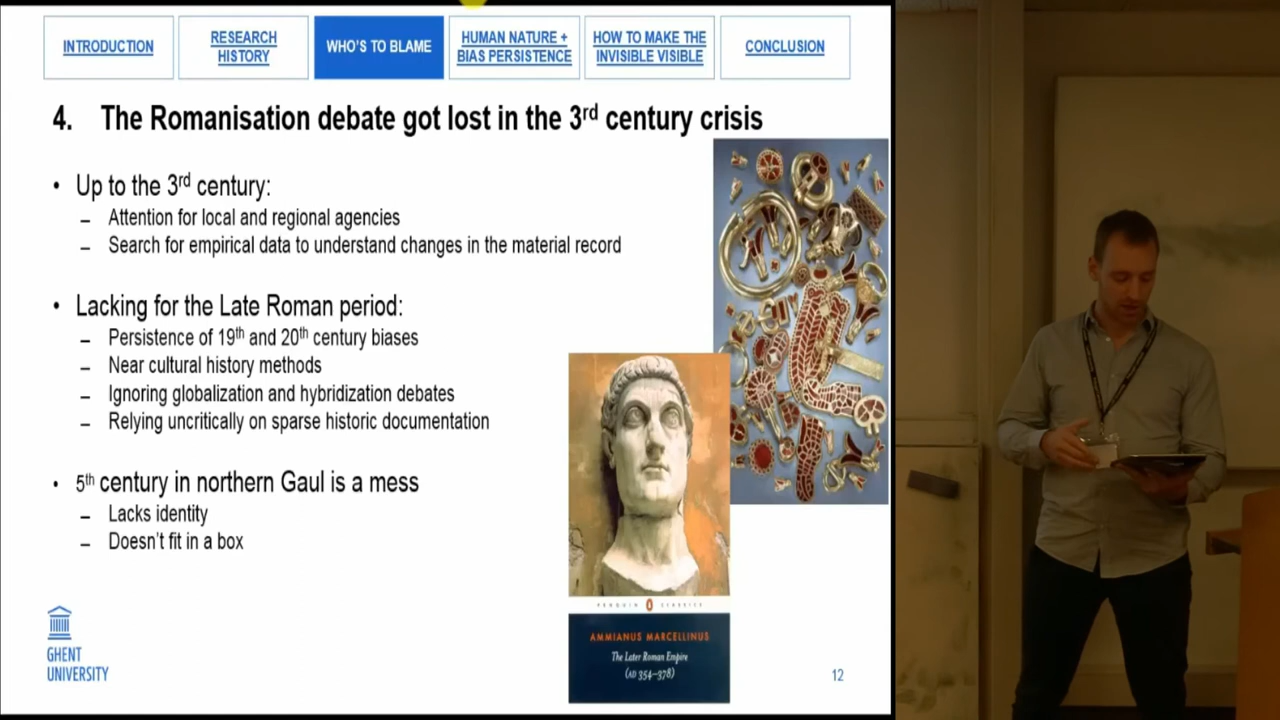 INTRODUCTION
RESEARCH
HISTORY
WHO'S TO BLAME
HUMAN NATURE +
BIAS PERSISTENCE
HOW TO MAKE THE
INVISIBLE VISIBLE
CONCLUSION
4. The Romanisation debate got lost in the 3rd century crisis
• Up to the 3rd century:
– Attention for local and regional agencies
– Search for empirical data to understand changes in the material record
• Lacking for the Late Roman period:
– Persistence of 19th and 20th century biases
– Near cultural history methods
– Ignoring globalization and hybridization debates
– Relying uncritically on sparse historic documentation
• 5th century in northern Gaul is a mess
– Lacks identity
– Doesn't fit in a box
PENGUIN CLASSICS
AMMIANUS MARCELLINUS
The Later Roman Empire
(AD 354–378)
GHENT
UNIVERSITY
12